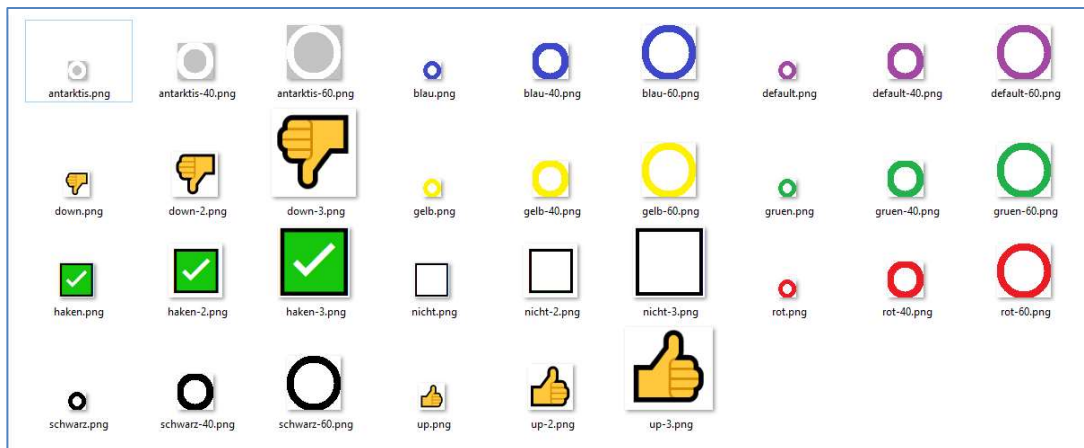 antarktis.png antarktis-40.png antarktis-60.png blau.png blau-40.png blau-60.png default.png default-40.png default-60.png
down.png down-2.png down-3.png gelb.png gelb-40.png gelb-60.png gruen.png gruen-40.png gruen-60.png
haken.png haken-2.png haken-3.png nicht.png nicht-2.png nicht-3.png rot.png rot-40.png rot-60.png
schwarz.png schwarz-40.png schwarz-60.png up.png up-2.png up-3.png